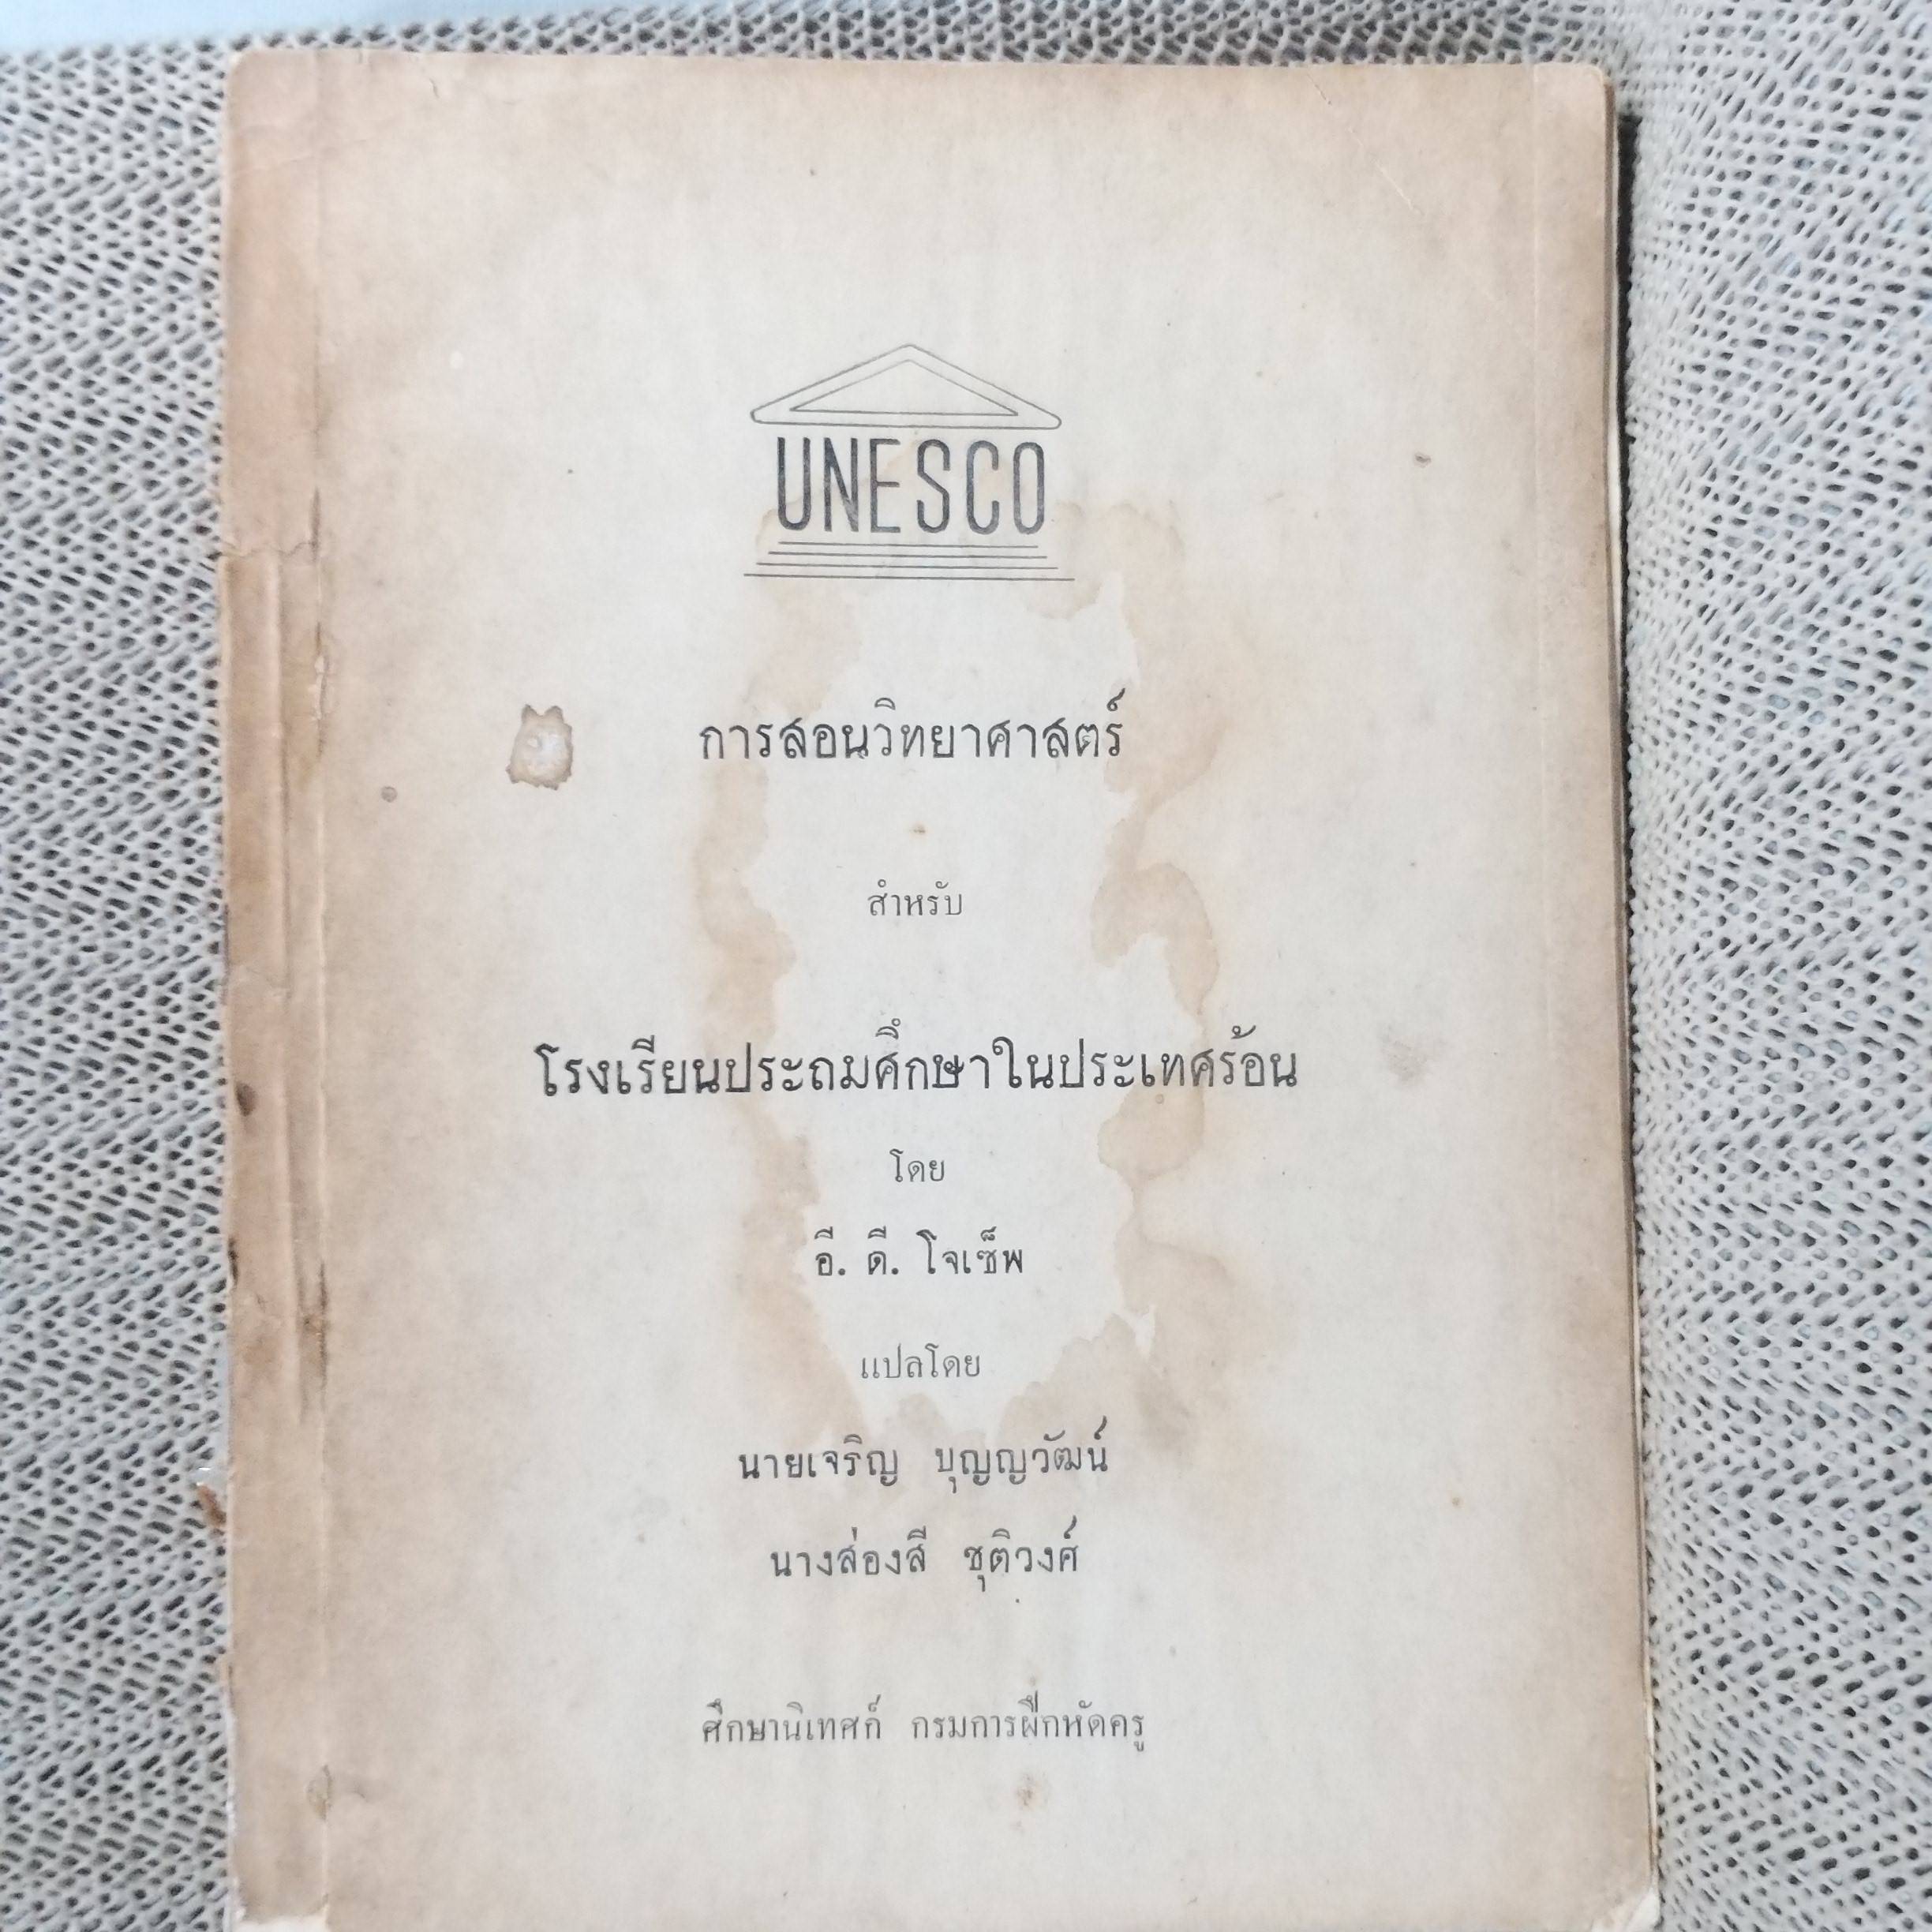 UNESCO
การสอนวิทยาศาสตร์
สำหรับ
โรงเรียนประถมศึกษาในประเทศร้อน
โดย
อี. ดี. โจเซ็พ
แปลโดย
นายเจริญ บุญญวัฒน์
นางส่องสี ชุติวงศ์
ศึกษานิเทศก์ กรมการฝึกหัดครู